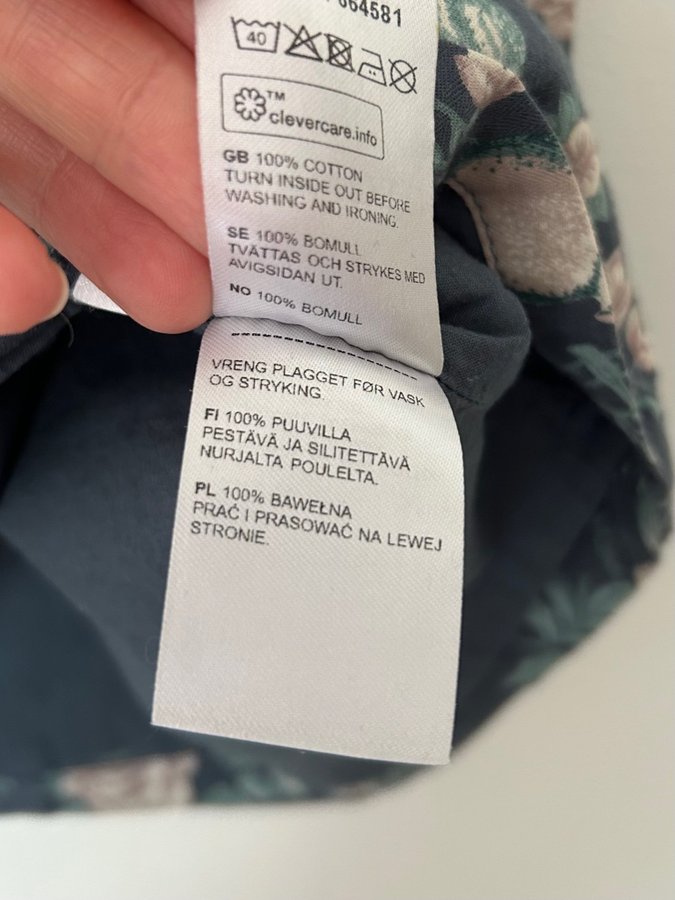 664581
40
™
clevercare.info
GB 100% COTTON
TURN INSIDE OUT BEFORE
WASHING AND IRONING.
SE 100% BOMULL
TVÄTTAS OCH STRYKES MED
AVIGSIDAN UT.
NO 100% BOMULL
VRENG PLAGGET FØR VASK
OG STRYKING.
FI 100% PUUVILLA
PESTÄVÄ JA SILITETTÄVÄ
NURJALTA POULELTA.
PL 100% BAWEŁNA
PRAĆ I PRASOWAĆ NA LEWEJ
STRONIE.